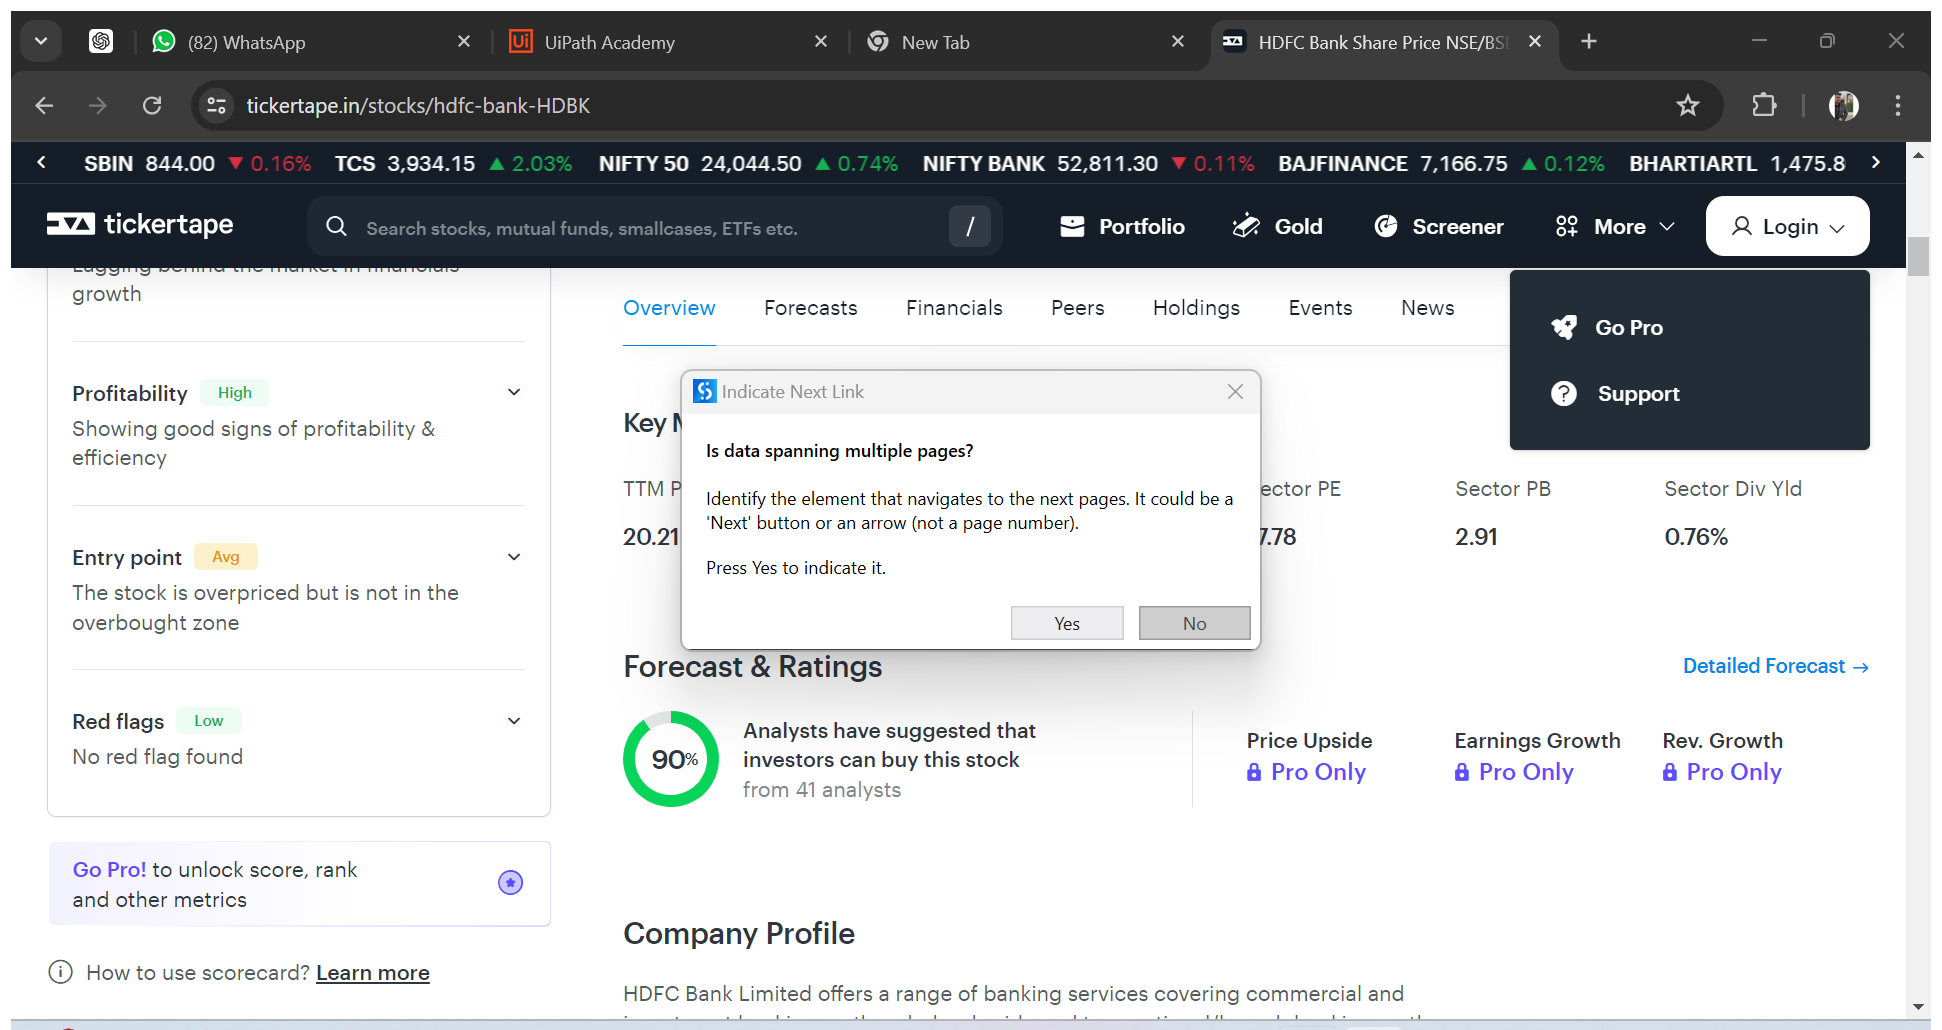 (82) WhatsApp
UiPath Academy
New Tab
HDFC Bank Share Price NSE/BS
tickertape.in/stocks/hdfc-bank-HDBK
SBIN 844.00 ▼ 0.16% TCS 3,934.15 ▲ 2.03% NIFTY 50 24,044.50 ▲ 0.74% NIFTY BANK 52,811.30 ▼ 0.11% BAJFINANCE 7,166.75 ▲ 0.12% BHARTIARTL 1,475.8
tickertape
Search stocks, mutual funds, smallcases, ETFs etc.
/
Portfolio
Gold
Screener
More
Login
Go Pro
Support
Lagging behind the market in financials
growth
Profitability High
Showing good signs of profitability &
efficiency
Entry point Avg
The stock is overpriced but is not in the
overbought zone
Red flags Low
No red flag found
Go Pro! to unlock score, rank
and other metrics
How to use scorecard? Learn more
Overview Forecasts Financials Peers Holdings Events News
Key M
TTM P
20.21
ector PE
7.78
Sector PB
2.91
Sector Div Yld
0.76%
Indicate Next Link
Is data spanning multiple pages?
Identify the element that navigates to the next pages. It could be a
'Next' button or an arrow (not a page number).
Press Yes to indicate it.
Yes
No
Forecast & Ratings
Detailed Forecast →
90%
Analysts have suggested that
investors can buy this stock
from 41 analysts
Price Upside
Pro Only
Earnings Growth
Pro Only
Rev. Growth
Pro Only
Company Profile
HDFC Bank Limited offers a range of banking services covering commercial and